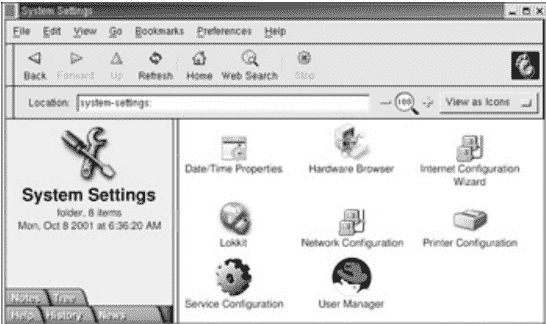 System Settings
File Edit View Go Bookmarks Preferences Help
Back Forward Up Refresh Home Web Search Stop
Location: system-settings: 100 View as Icons
System Settings
folder, 8 items
Mon, Oct 8 2001 at 6:36:20 AM
Date/Time Properties Hardware Browser Internet Configuration
Wizard
Lokkit Network Configuration Printer Configuration
Service Configuration User Manager
Notes Tree
Help History News